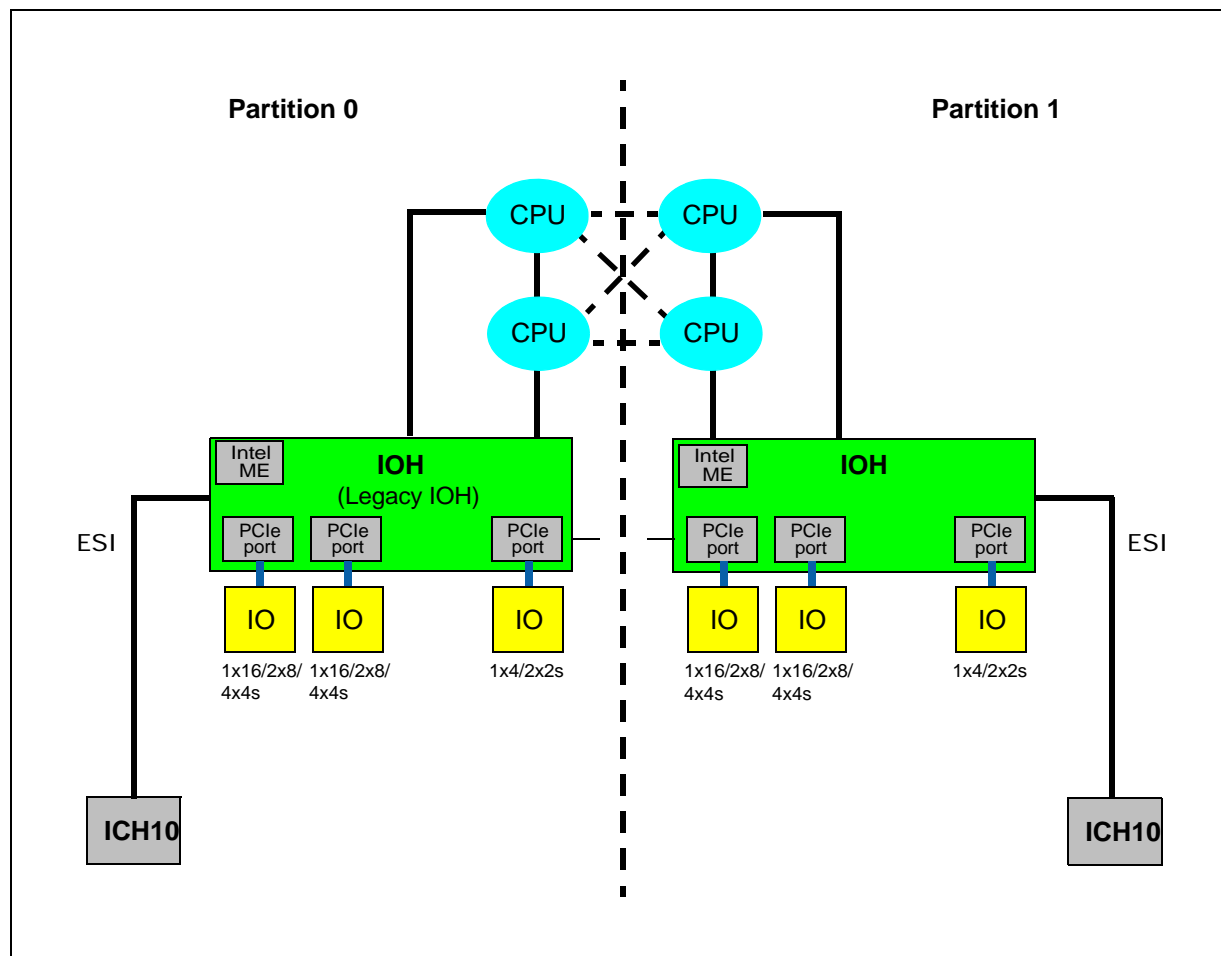 Partition 0
Partition 1
CPU
CPU
CPU
CPU
Intel
ME
IOH
(Legacy IOH)
Intel
ME
IOH
ESI
PCIe
port
PCIe
port
PCIe
port
PCIe
port
PCIe
port
PCIe
port
ESI
IO
IO
IO
IO
IO
IO
1x16/2x8/
4x4s
1x16/2x8/
4x4s
1x4/2x2s
1x16/2x8/
4x4s
1x16/2x8/
4x4s
1x4/2x2s
ICH10
ICH10